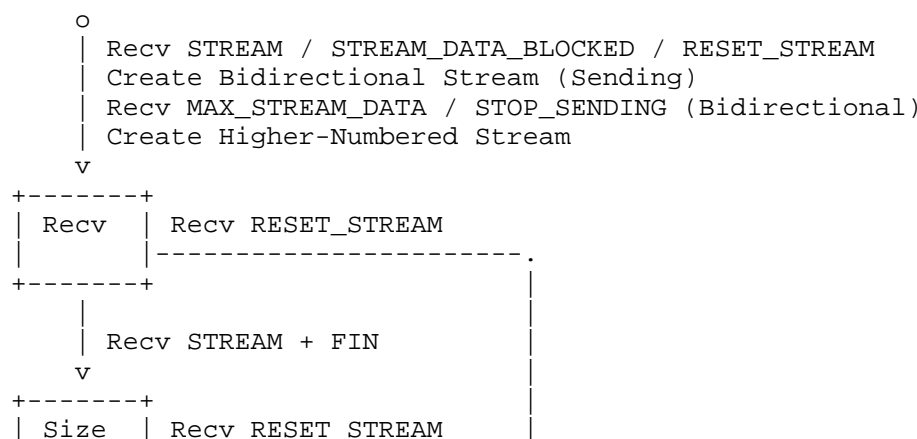 o
| Recv STREAM / STREAM_DATA_BLOCKED / RESET_STREAM
| Create Bidirectional Stream (Sending)
| Recv MAX_STREAM_DATA / STOP_SENDING (Bidirectional)
| Create Higher-Numbered Stream
v
+-------+
| Recv | Recv RESET_STREAM
| |-----------------------.
+-------+ |
| |
| Recv STREAM + FIN |
v |
+-------+ |
| Size | Recv RESET_STREAM |